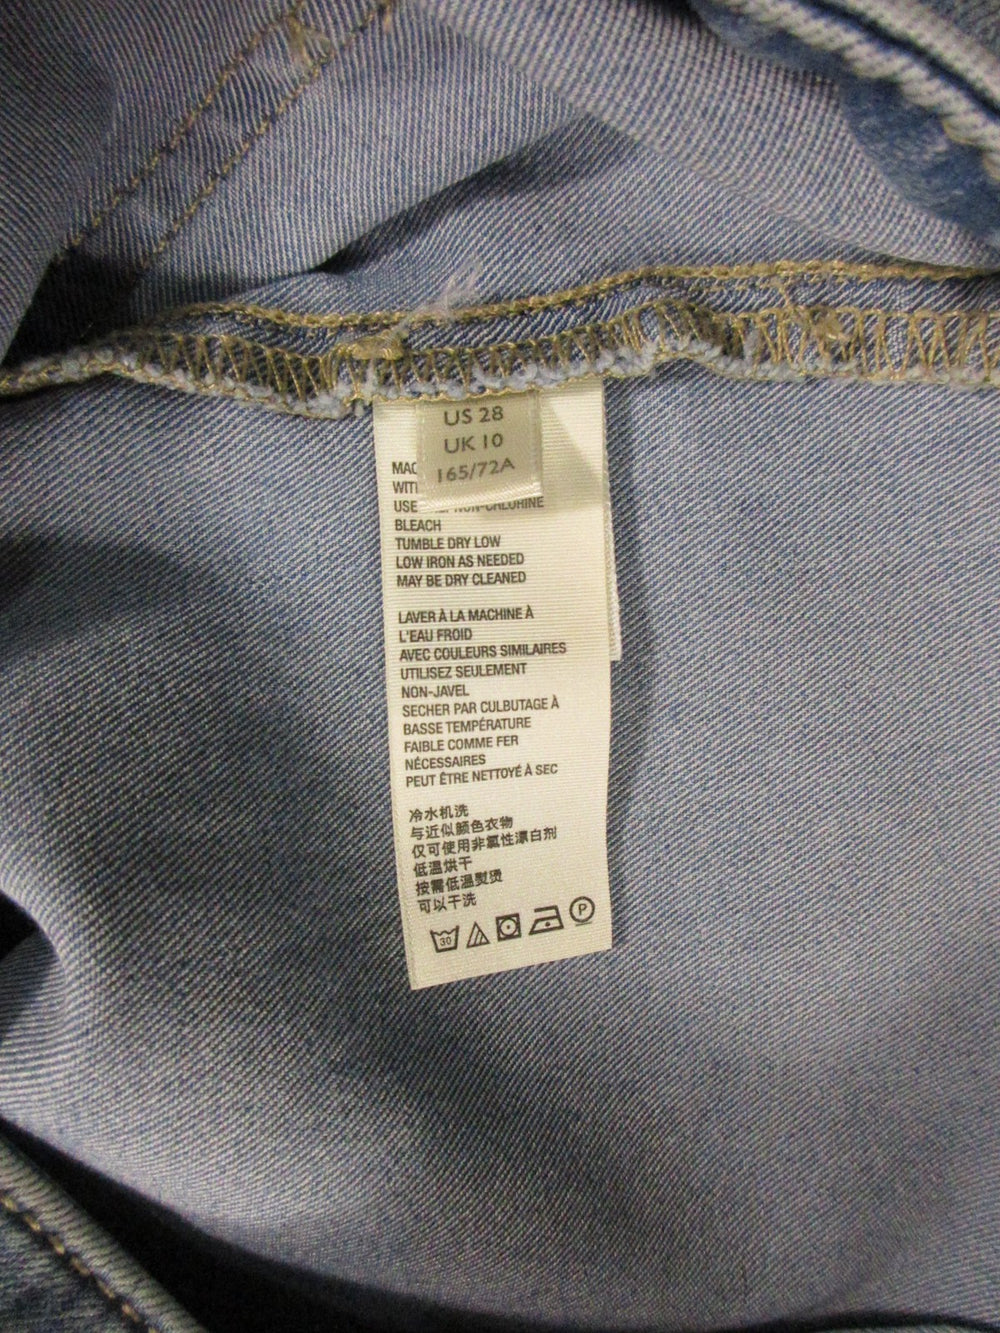 US 28
UK 10
165/72A
USE
BLEACH
TUMBLE DRY LOW
LOW IRON AS NEEDED
MAY BE DRY CLEANED
LAVER À LA MACHINE À
L'EAU FROID
AVEC COULEURS SIMILAIRES
UTILISEZ SEULEMENT
NON-JAVEL
SECHER PAR CULBUTAGE À
BASSE TEMPÉRATURE
FAIBLE COMME FER
NÉCESSAIRES
PEUT ÊTRE NETTOYÉ À SEC
冷水机洗
与近似颜色衣物
仅可使用非氯性漂白剂
低温烘干
按需低温熨烫
可以干洗
30 P